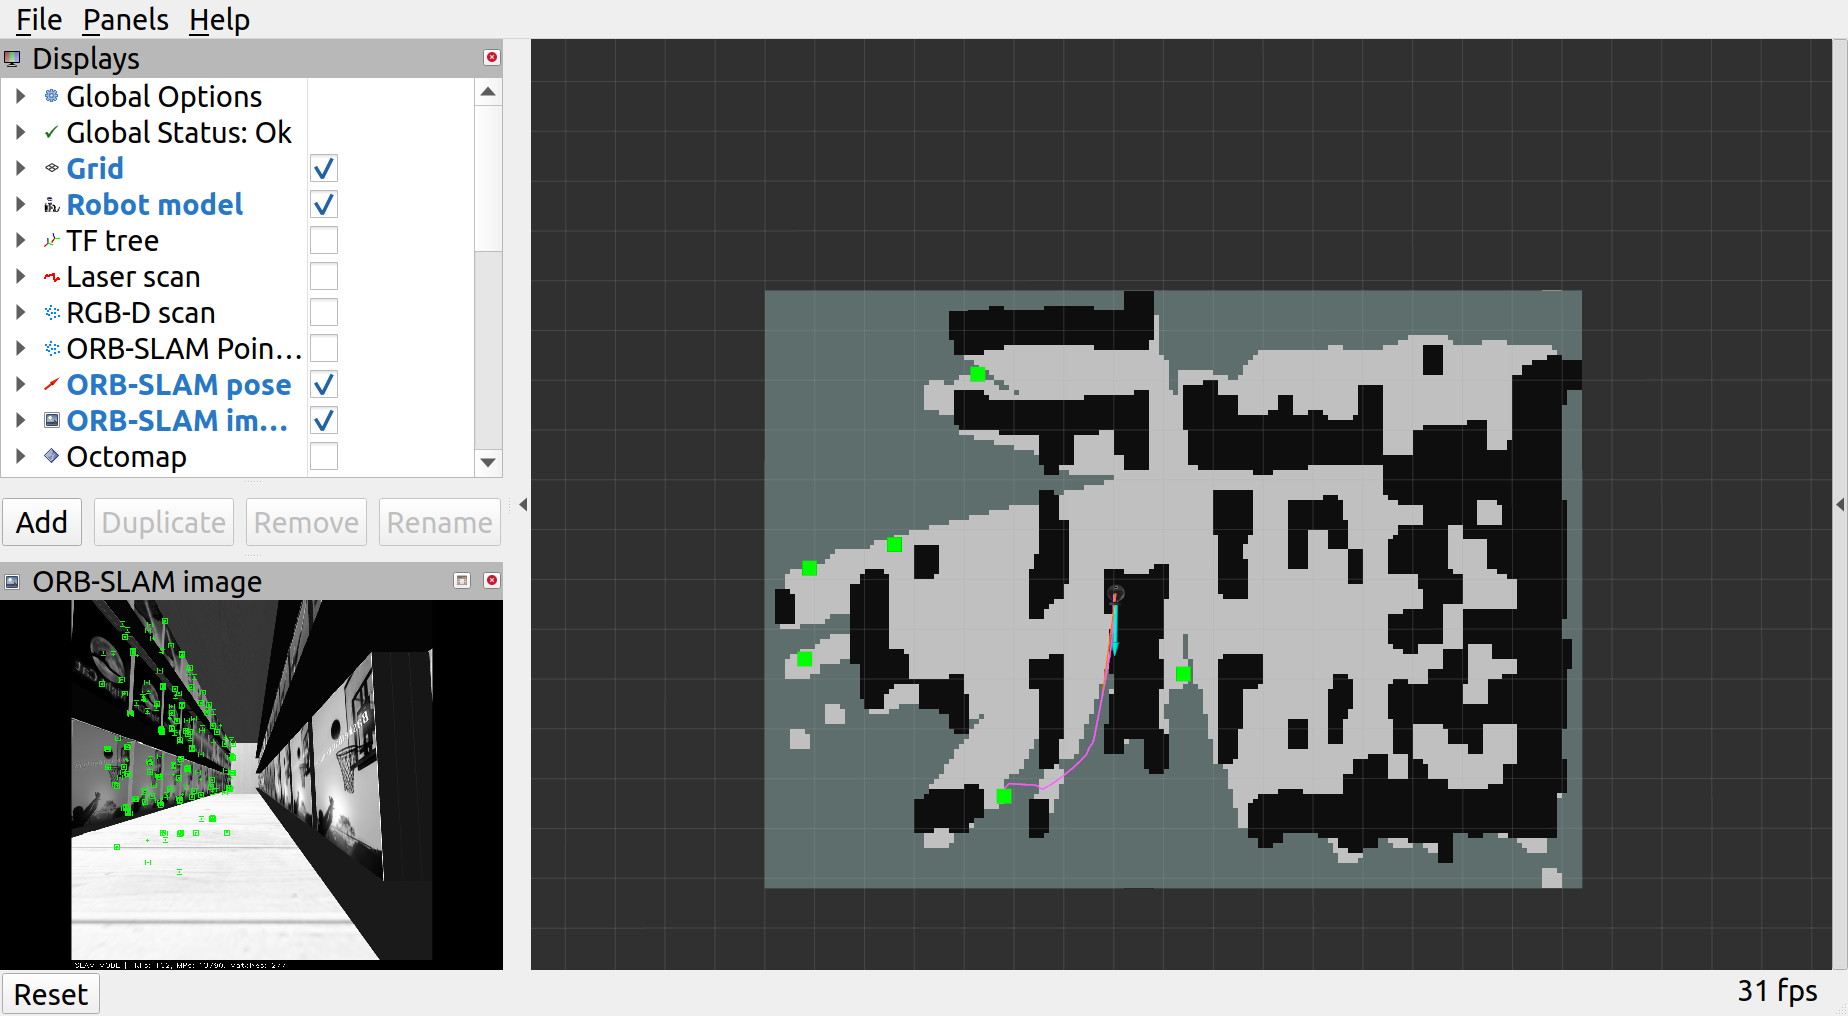 File Panels Help
Displays
Global Options
Global Status: Ok
Grid
Robot model
TF tree
Laser scan
RGB-D scan
ORB-SLAM Poin...
ORB-SLAM pose
ORB-SLAM im...
Octomap
Add Duplicate Remove Rename
ORB-SLAM image
Reset
31 fps